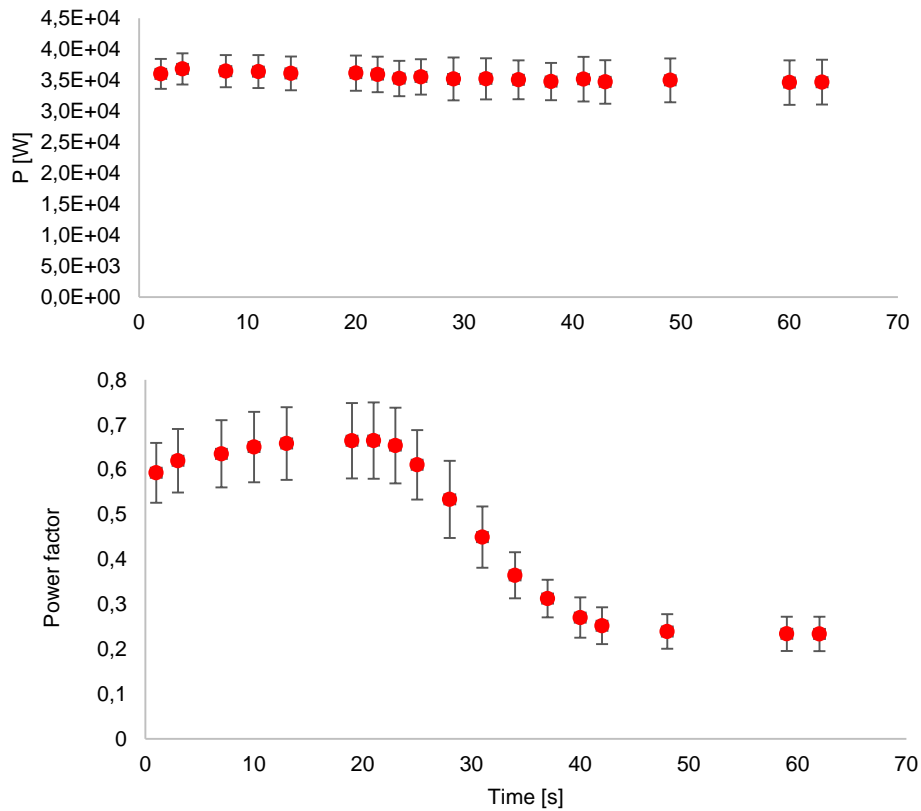 4,5E+04
4,0E+04
3,5E+04
3,0E+04
2,5E+04
2,0E+04
1,5E+04
1,0E+04
5,0E+03
0,0E+00
P [W]
0 10 20 30 40 50 60 70
0,8
0,7
0,6
0,5
0,4
0,3
0,2
0,1
0
Power factor
0 10 20 30 40 50 60 70
Time [s]